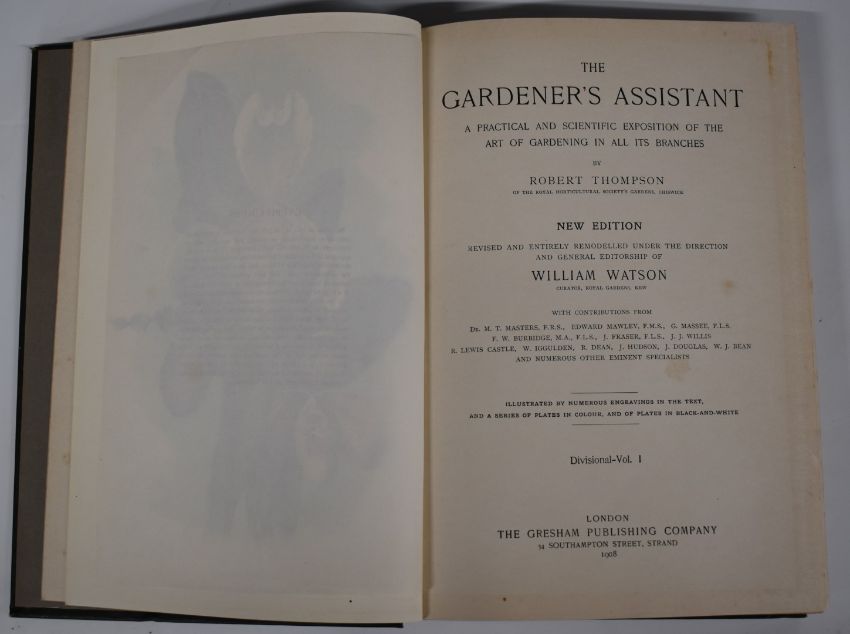 THE
GARDENER'S ASSISTANT
A PRACTICAL AND SCIENTIFIC EXPOSITION OF THE
ART OF GARDENING IN ALL ITS BRANCHES
BY
ROBERT THOMPSON
OF THE ROYAL HORTICULTURAL SOCIETY'S GARDENS, CHISWICK
NEW EDITION
REVISED AND ENTIRELY REMODELLED UNDER THE DIRECTION
AND GENERAL EDITORSHIP OF
WILLIAM WATSON
CURATOR, ROYAL GARDENS, KEW
WITH CONTRIBUTIONS FROM
DR. M. T. MASTERS, F.R.S., EDWARD MAWLEY, F.M.S., G. MASSEE, F.L.S.
F. W. BURBIDGE, M.A., F.L.S., J. FRASER, F.L.S., J. J. WILLIS
R. LEWIS CASTLE, W. IGGULDEN, R. DEAN, J. HUDSON, J. DOUGLAS, W. J. BEAN
AND NUMEROUS OTHER EMINENT SPECIALISTS
ILLUSTRATED BY NUMEROUS ENGRAVINGS IN THE TEXT,
AND A SERIES OF PLATES IN COLOUR, AND OF PLATES IN BLACK-AND-WHITE
Divisional-Vol. I
LONDON
THE GRESHAM PUBLISHING COMPANY
34 SOUTHAMPTON STREET, STRAND
1908